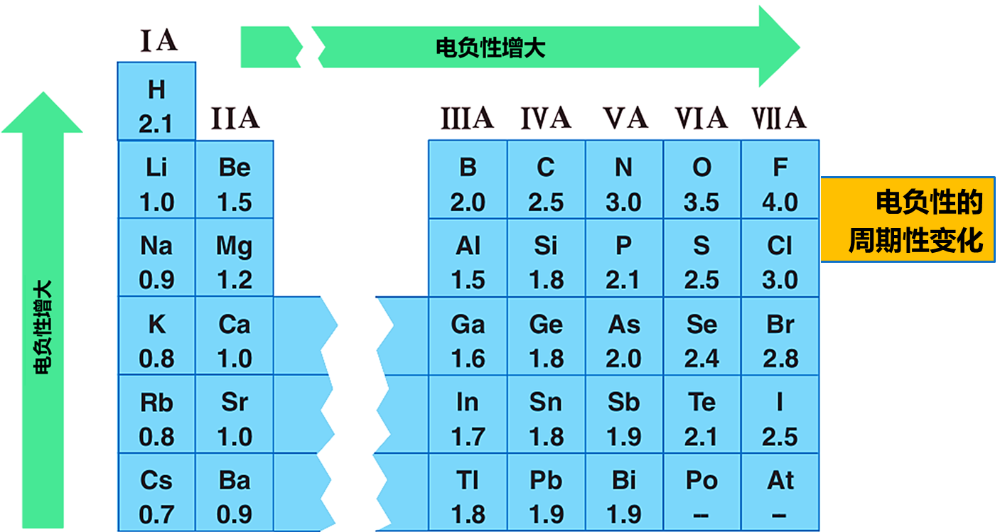 电负性增大
IA
H
2.1
IIA IIIA IVA VA VIA VIIA
Li Be B C N O F
1.0 1.5 2.0 2.5 3.0 3.5 4.0
Na Mg Al Si P S Cl
0.9 1.2 1.5 1.8 2.1 2.5 3.0
K Ca Ga Ge As Se Br
0.8 1.0 1.6 1.8 2.0 2.4 2.8
Rb Sr In Sn Sb Te I
0.8 1.0 1.7 1.8 1.9 2.1 2.5
Cs Ba Tl Pb Bi Po At
0.7 0.9 1.8 1.9 1.9 -- –
电负性增大
电负性的
周期性变化